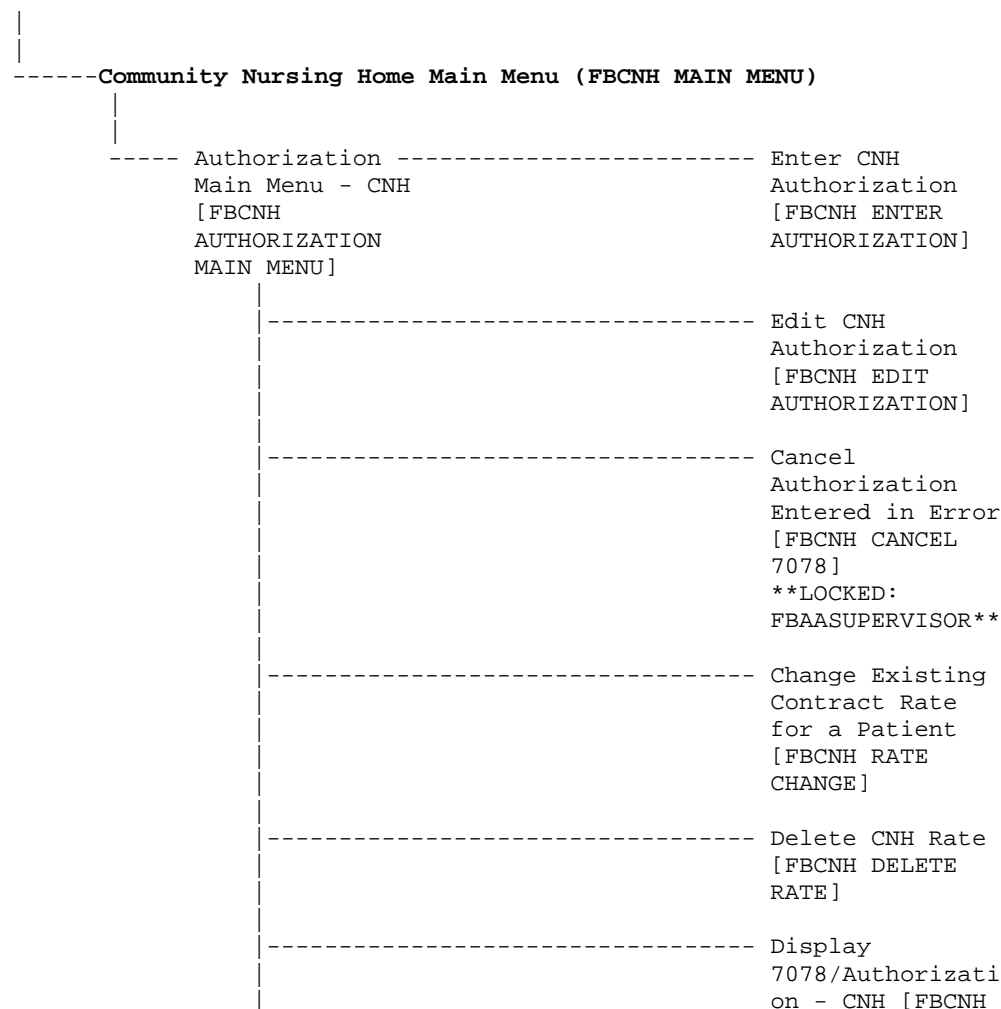 ------Community Nursing Home Main Menu (FBCNH MAIN MENU)
----- Authorization ------------------------- Enter CNH
Main Menu - CNH Authorization
[FBCNH [FBCNH ENTER
AUTHORIZATION AUTHORIZATION]
MAIN MENU]
|---------------------------------- Edit CNH
Authorization
[FBCNH EDIT
AUTHORIZATION]
|---------------------------------- Cancel
Authorization
Entered in Error
[FBCNH CANCEL
7078]
**LOCKED:
FBAASUPERVISOR**
|---------------------------------- Change Existing
Contract Rate
for a Patient
[FBCNH RATE
CHANGE]
|---------------------------------- Delete CNH Rate
[FBCNH DELETE
RATE]
|---------------------------------- Display
7078/Authorizati
on - CNH [FBCNH